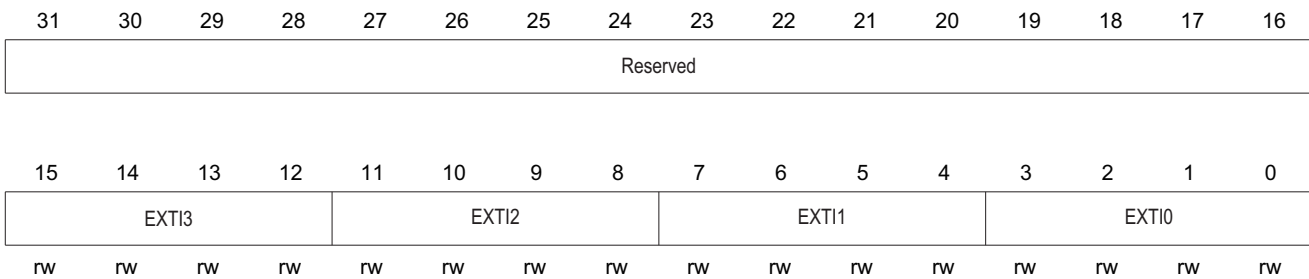 31 30 29 28 27 26 25 24 23 22 21 20 19 18 17 16
Reserved
15 14 13 12 11 10 9 8 7 6 5 4 3 2 1 0
EXTI3 EXTI2 EXTI1 EXTI0
rw rw rw rw rw rw rw rw rw rw rw rw rw rw rw rw